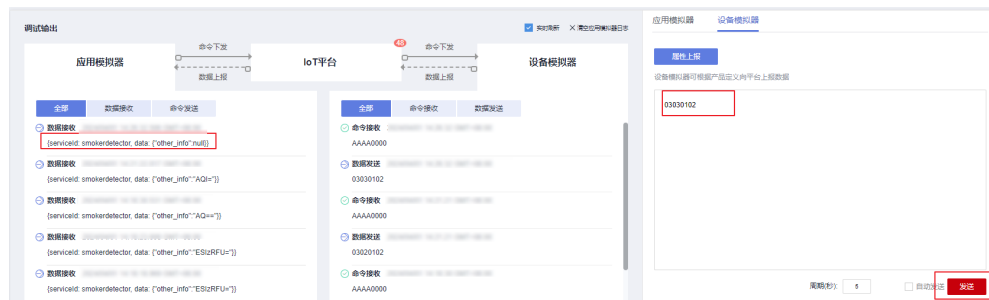 调试输出
实时刷新
清空应用模拟器日志
应用模拟器
命令下发
数据上报
IoT平台
48
命令下发
数据上报
设备模拟器
全部
数据接收
命令发送
数据接收
{serviceId: smokerdetector, data: {"other_info":null}}
数据接收
{serviceId: smokerdetector, data: {"other_info":"AQI="}}
数据接收
{serviceId: smokerdetector, data: {"other_info":"AQ=="}}
数据接收
{serviceId: smokerdetector, data: {"other_info":"ESIzRFU="}}
数据接收
{serviceId: smokerdetector, data: {"other_info":"ESIzRFU="}}
全部
命令接收
数据发送
命令接收
AAAA0000
数据发送
03030102
命令接收
AAAA0000
数据发送
03020102
命令接收
AAAA0000
应用模拟器
设备模拟器
属性上报
设备模拟器可根据产品定义向平台上报数据
03030102
周期(秒):
5
自动发送
发送